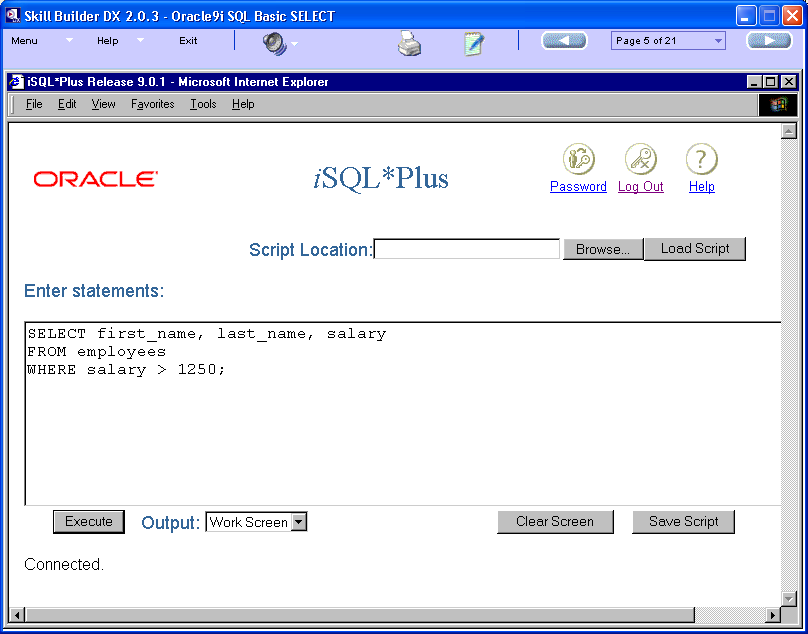 Skill Builder DX 2.0.3 - Oracle9i SQL Basic SELECT
Menu Help Exit Page 5 of 21
iSQL*Plus Release 9.0.1 - Microsoft Internet Explorer
File Edit View Favorites Tools Help
ORACLE
iSQL*Plus
?
Password Log Out Help
Script Location: Browse... Load Script
Enter statements:
SELECT first_name, last_name, salary
FROM employees
WHERE salary > 1250;
Execute Output: Work Screen Clear Screen Save Script
Connected.